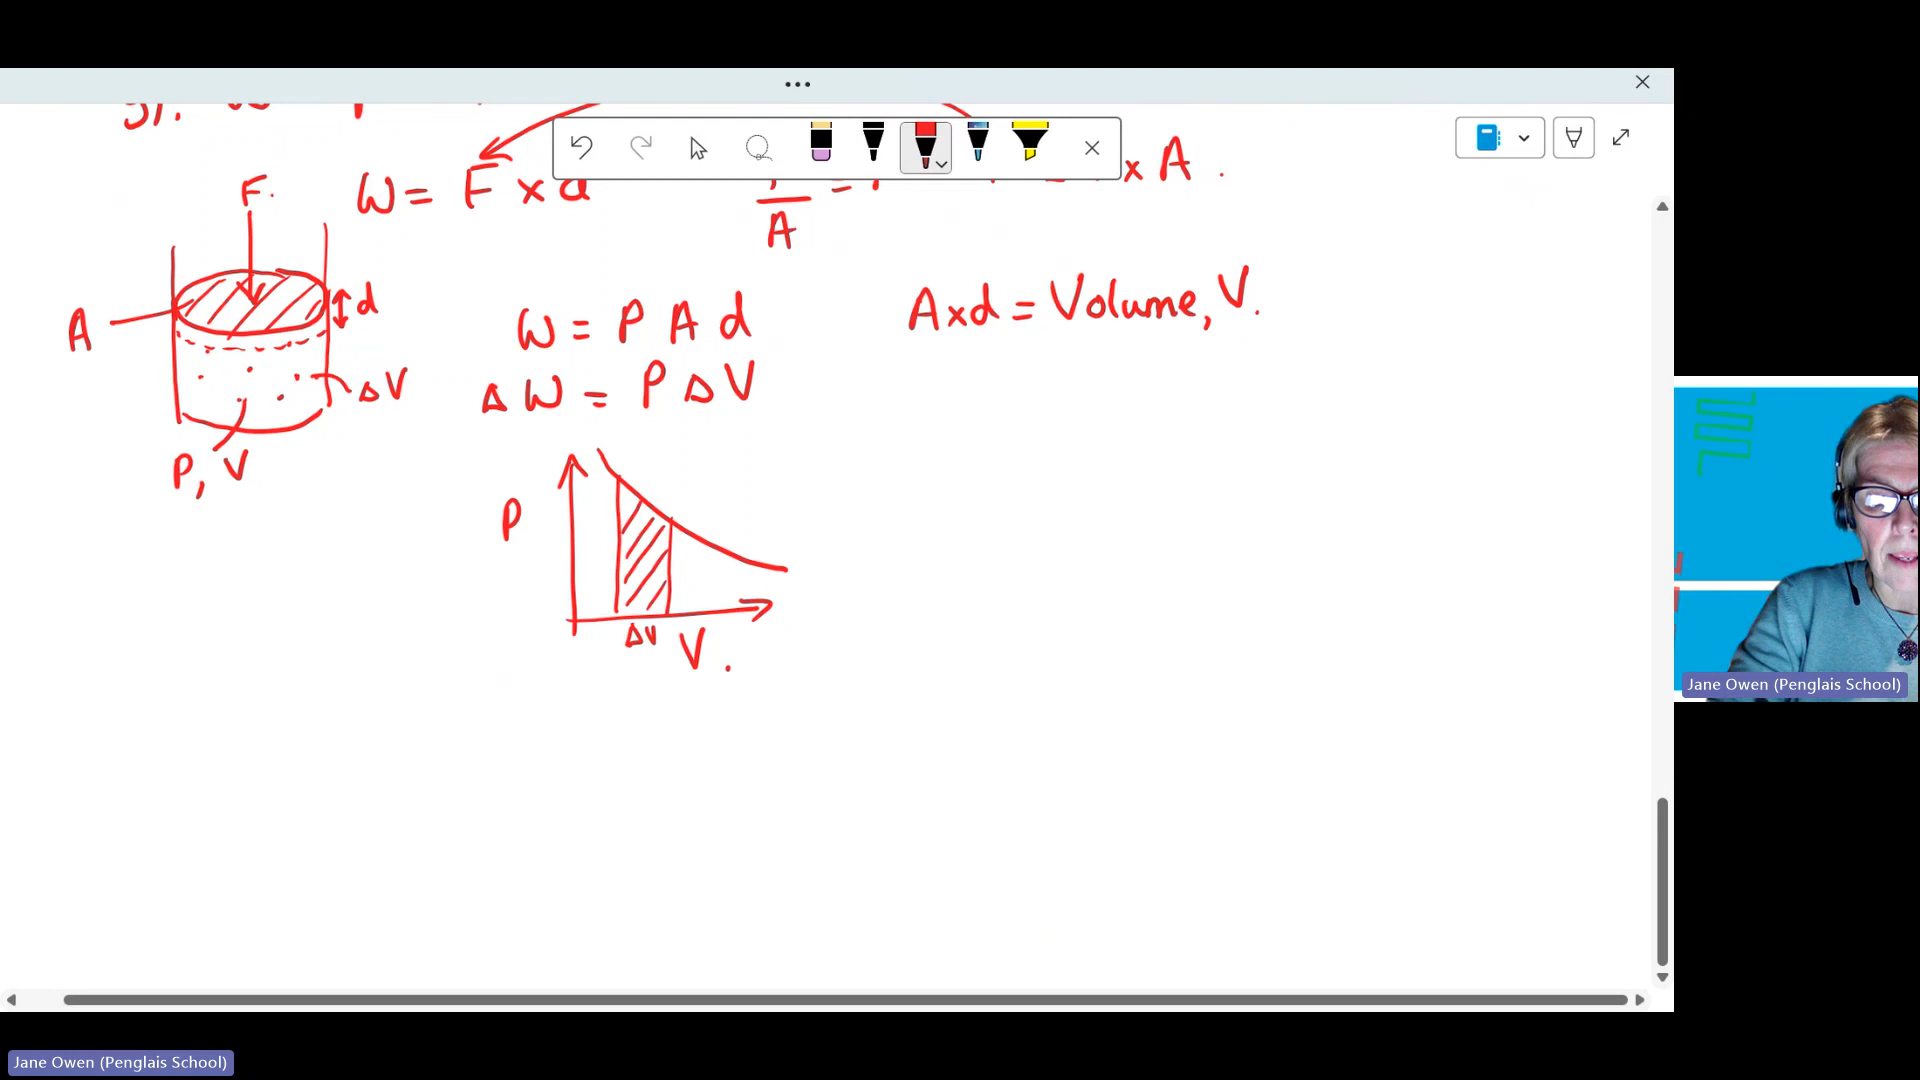 F.
W = F x d
A
x A .
A
d
A x d = Volume, V.
W = P A d
ΔV
ΔW = P ΔV
P, V
P
ΔV
V .
Jane Owen (Penglais School)
Jane Owen (Penglais School)